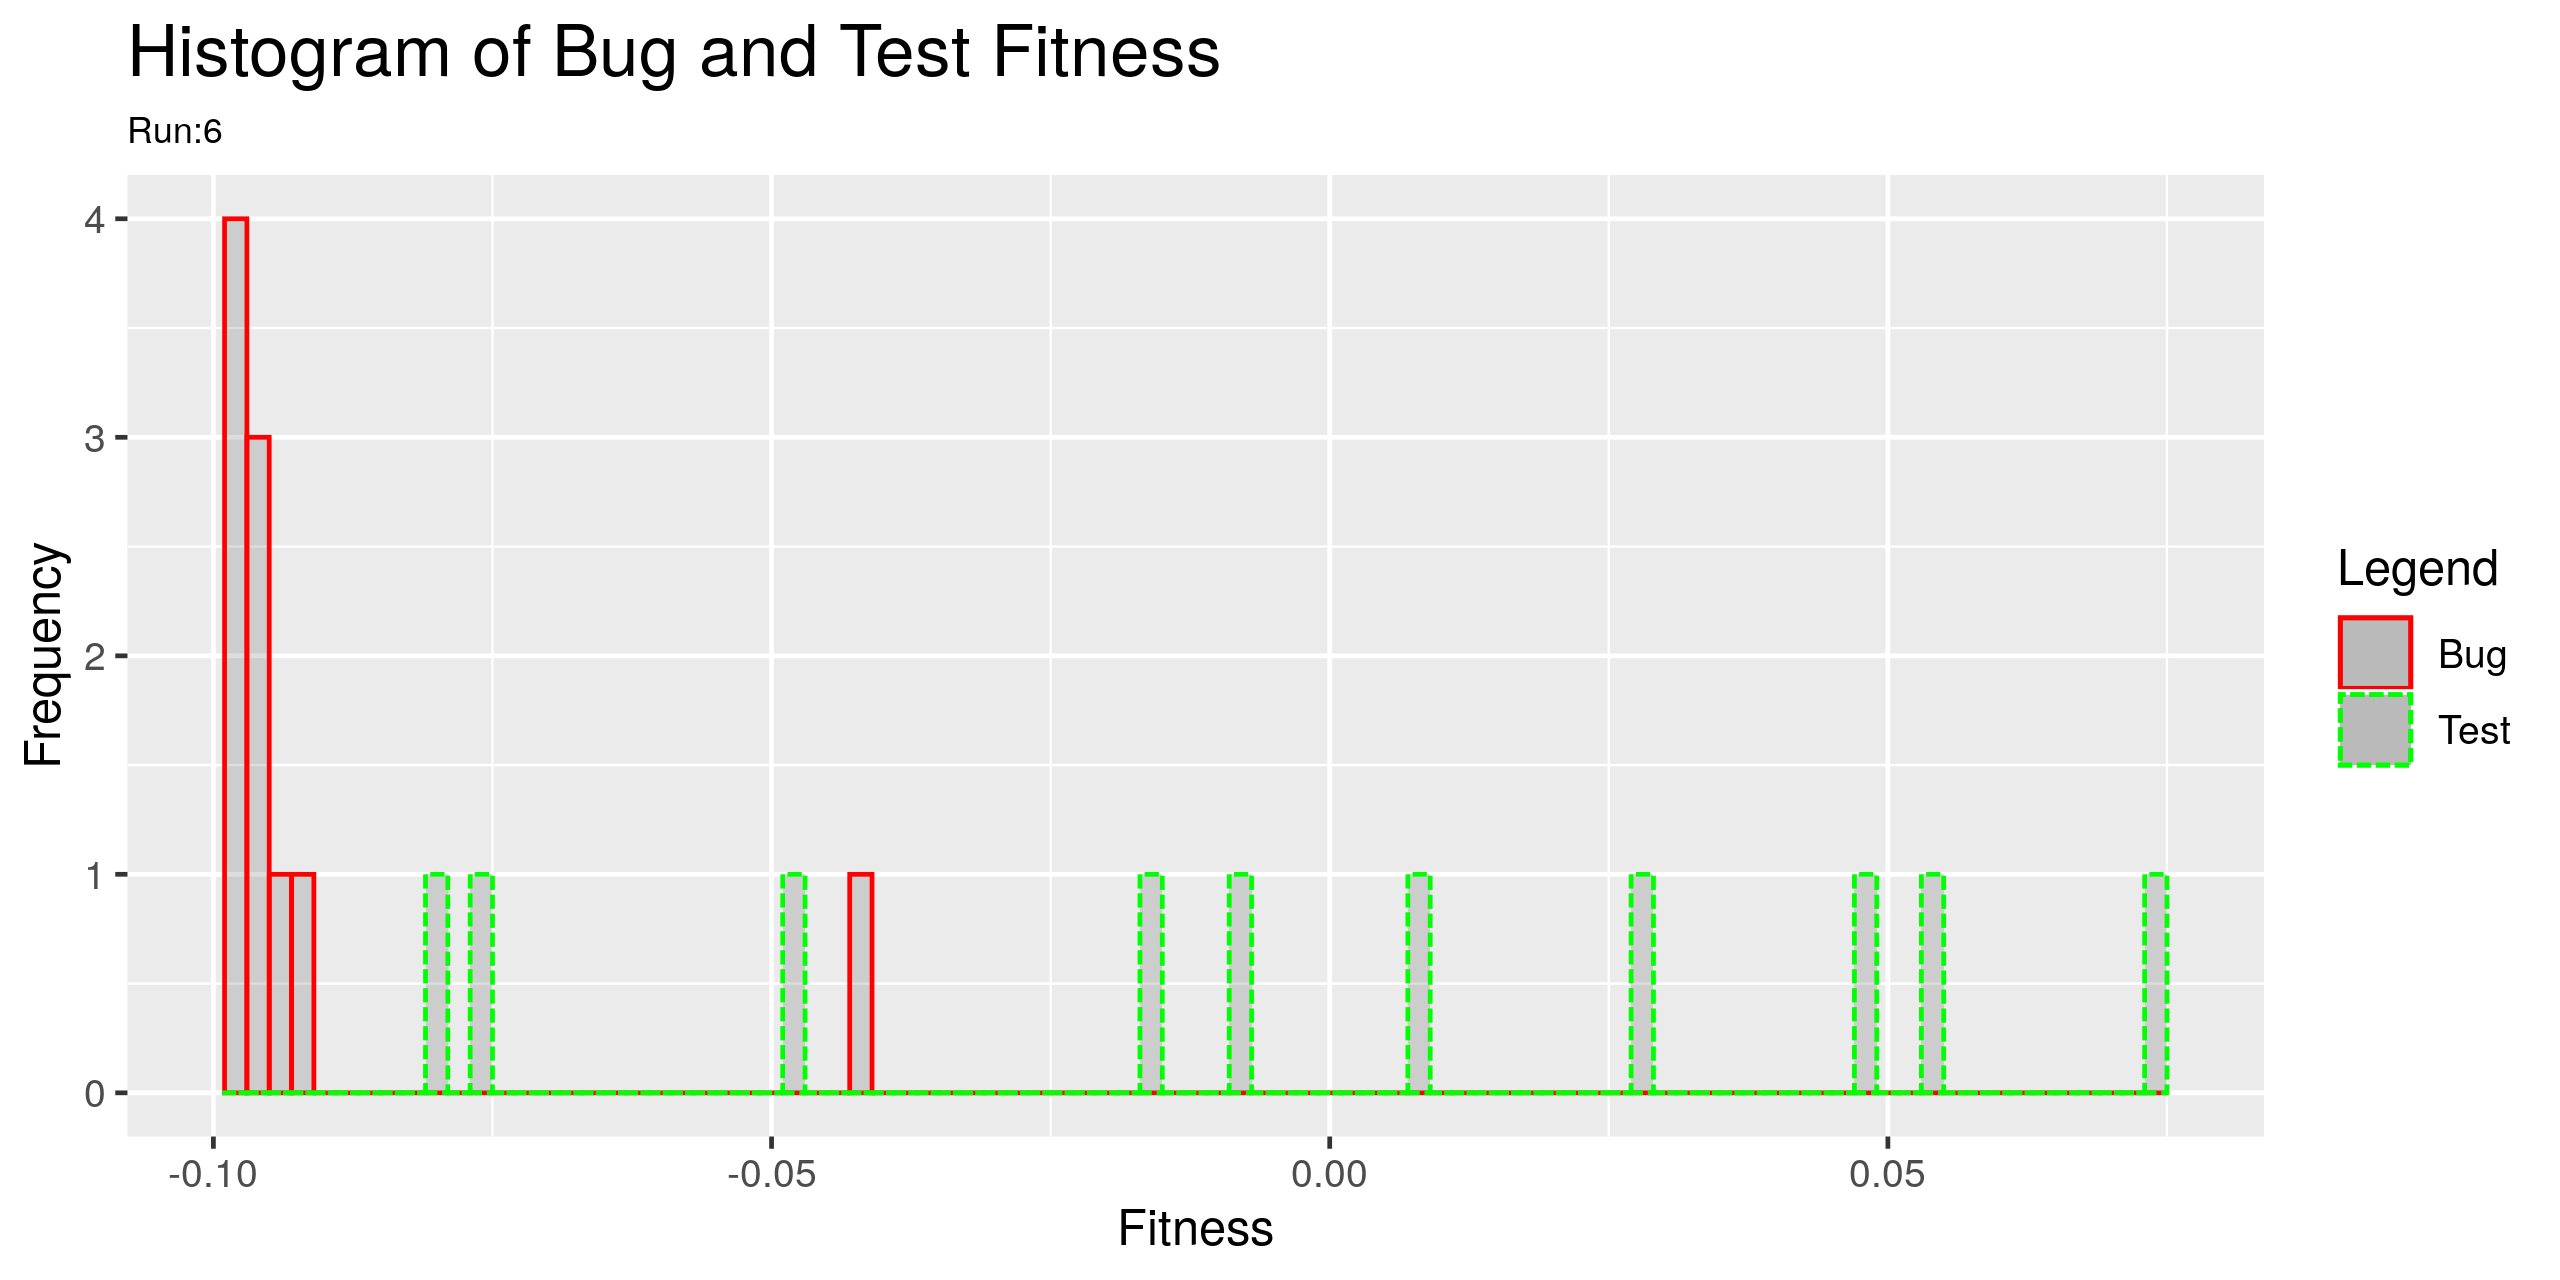 Histogram of Bug and Test Fitness
Run:6
4
3
2
1
0
Frequency
-0.10 -0.05 0.00 0.05
Fitness
Legend
Bug
Test